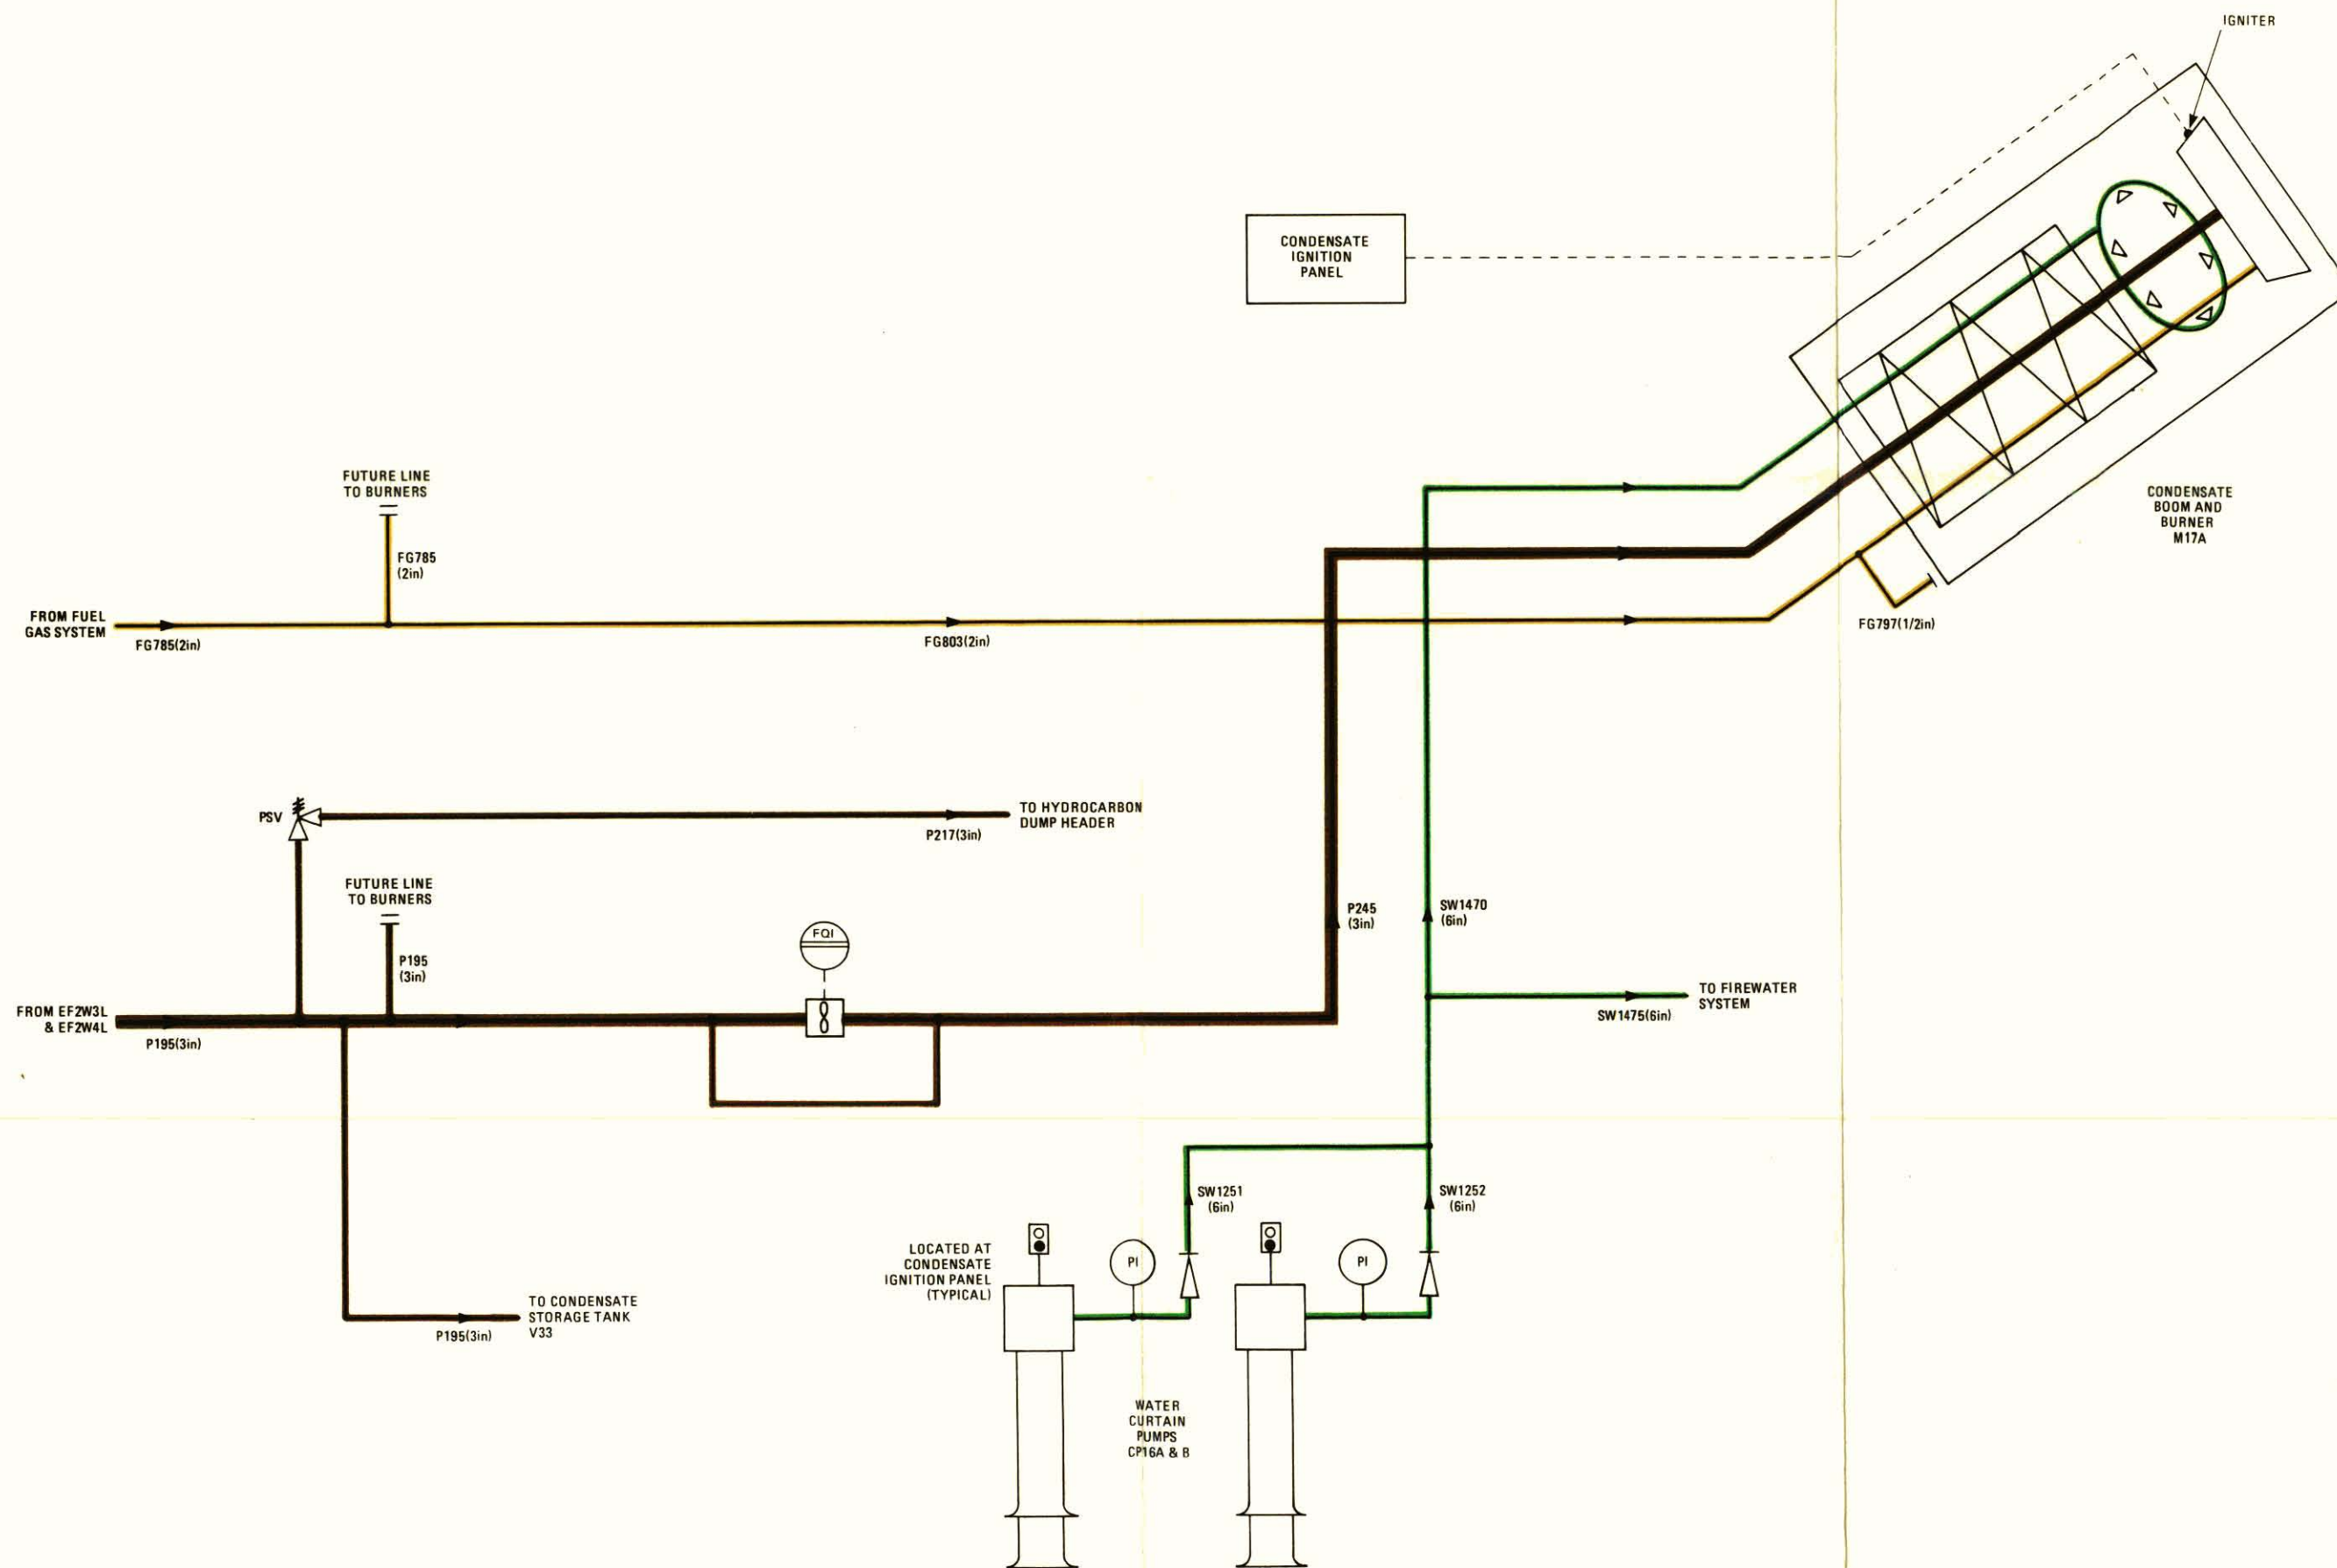 IGNITER
CONDENSATE
IGNITION
PANEL
FUTURE LINE
TO BURNERS
CONDENSATE
BOOM AND
BURNER
M17A
FG785
(2in)
FROM FUEL
GAS SYSTEM
FG785(2in)
FG803(2in)
FG797(1/2in)
PSV
TO HYDROCARBON
DUMP HEADER
P217(3in)
FUTURE LINE
TO BURNERS
P195
(3in)
FQI
P245
(3in)
SW1470
(6in)
FROM EF2W3L
& EF2W4L
P195(3in)
TO FIREWATER
SYSTEM
SW1475(6in)
SW1251
(6in)
SW1252
(6in)
LOCATED AT
CONDENSATE
IGNITION PANEL
(TYPICAL)
PI
PI
TO CONDENSATE
STORAGE TANK
V33
P195(3in)
WATER
CURTAIN
PUMPS
CP16A & B